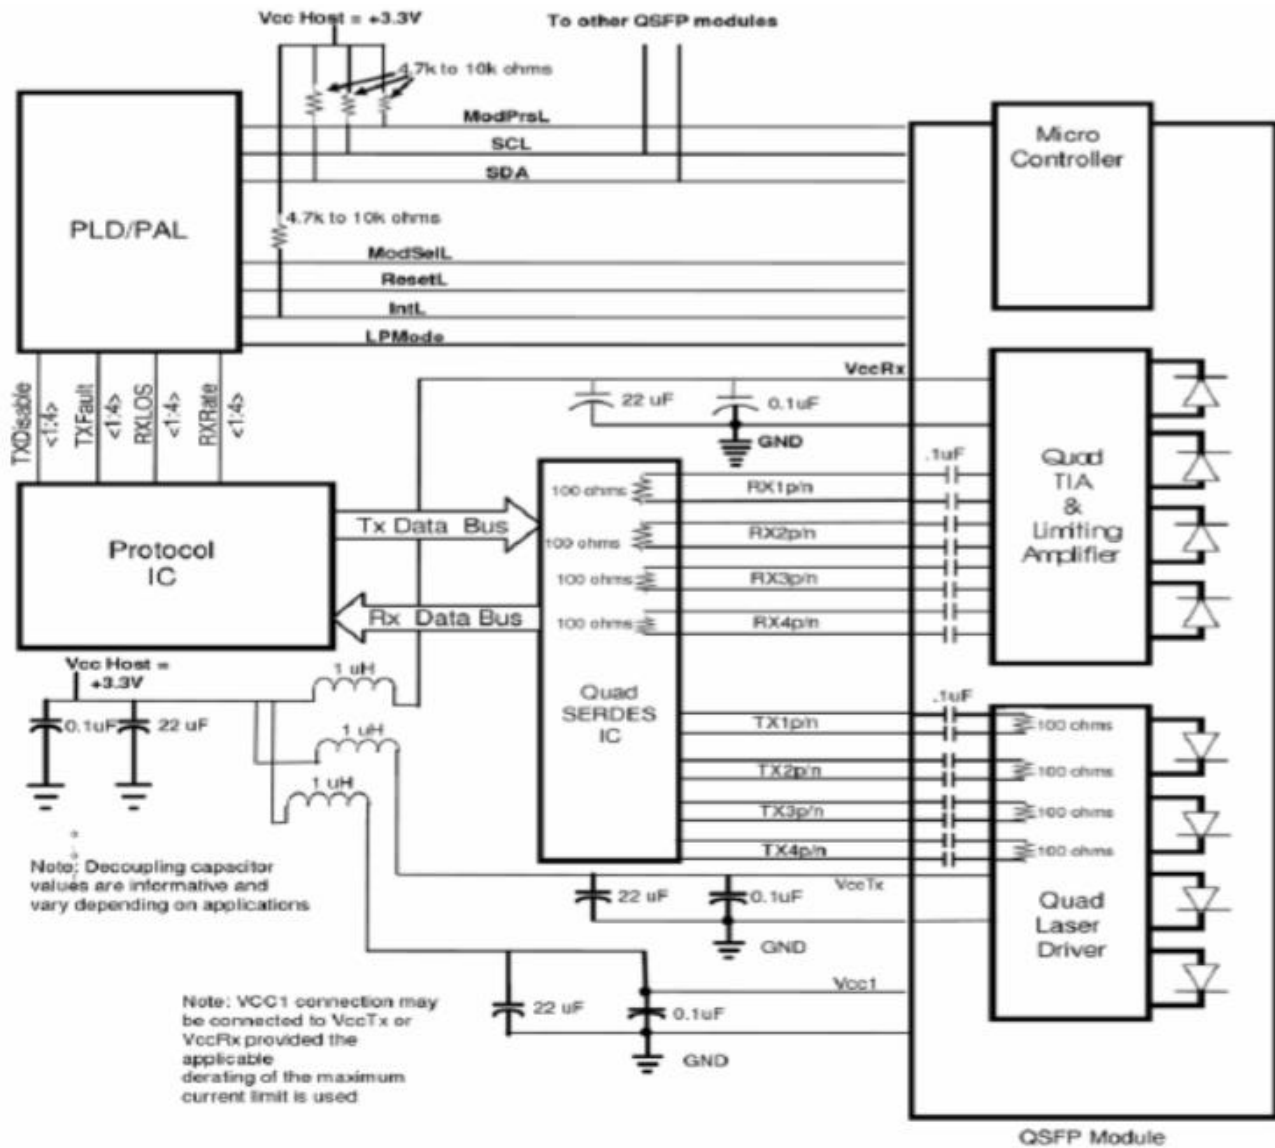 Vcc Host = +3.3V
To other QSFP modules
4.7k to 10k ohms
ModPrsL
SCL
SDA
Micro
Controller
PLD/PAL
4.7k to 10k ohms
ModSelL
ResetL
IntL
LPMode
TXDisable
<1:4>
TXFault
<1:4>
RXLOS
<1:4>
RXRate
<1:4>
VccRx
22 uF
0.1uF
GND
.1uF
100 ohms
RX1p/n
100 ohms
RX2p/n
100 ohms
RX3p/n
100 ohms
RX4p/n
Quad
TIA
&
Limiting
Amplifier
Tx Data Bus
Protocol
IC
Rx Data Bus
Vcc Host =
+3.3V
0.1uF
22 uF
1 uH
1 uH
1 uH
Quad
SERDES
IC
.1uF
TX1p/n
100 ohms
TX2p/n
100 ohms
TX3p/n
100 ohms
TX4p/n
100 ohms
Note: Decoupling capacitor
values are informative and
vary depending on applications
VccTx
22 uF
0.1uF
GND
Quad
Laser
Driver
Vcc1
22 uF
0.1uF
GND
Note: VCC1 connection may
be connected to VccTx or
VccRx provided the
applicable
derating of the maximum
current limit is used
QSFP Module